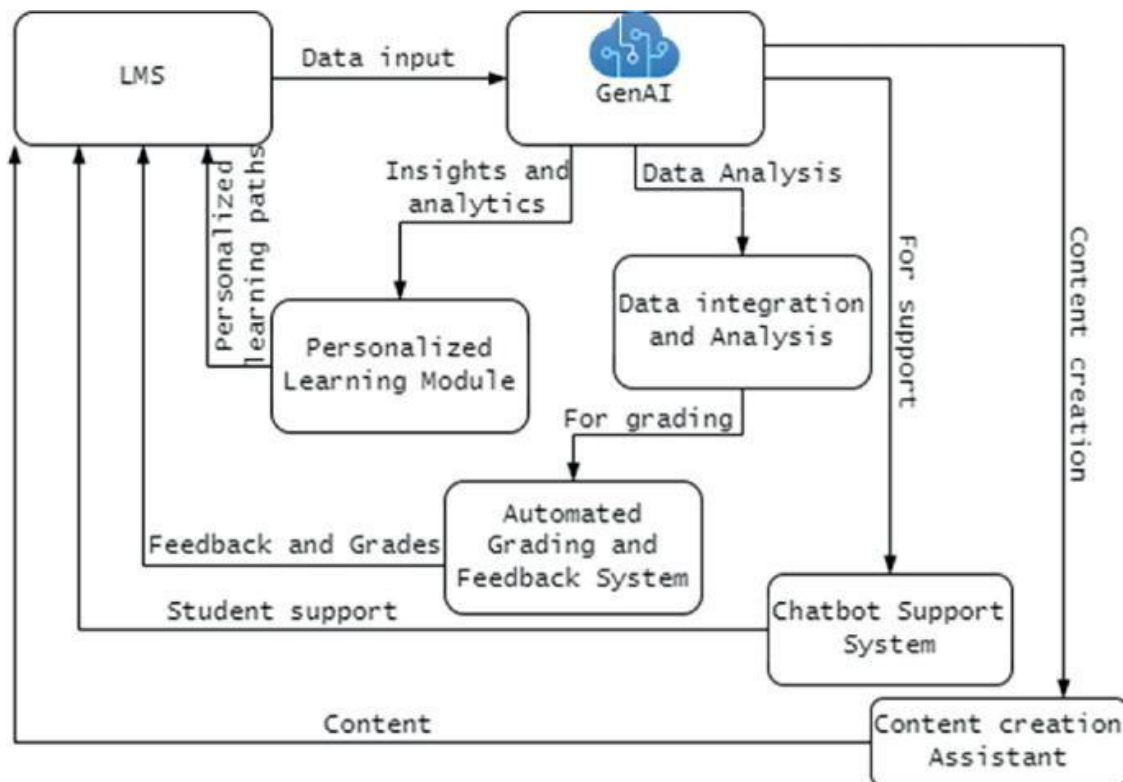 LMS
Data input
GenAI
Personalized
learning paths
Insights and
analytics
Data Analysis
For support
Content creation
Personalized
Learning Module
Data integration
and Analysis
For grading
Automated
Grading and
Feedback System
Feedback and Grades
Student support
Chatbot Support
System
Content
Content creation
Assistant